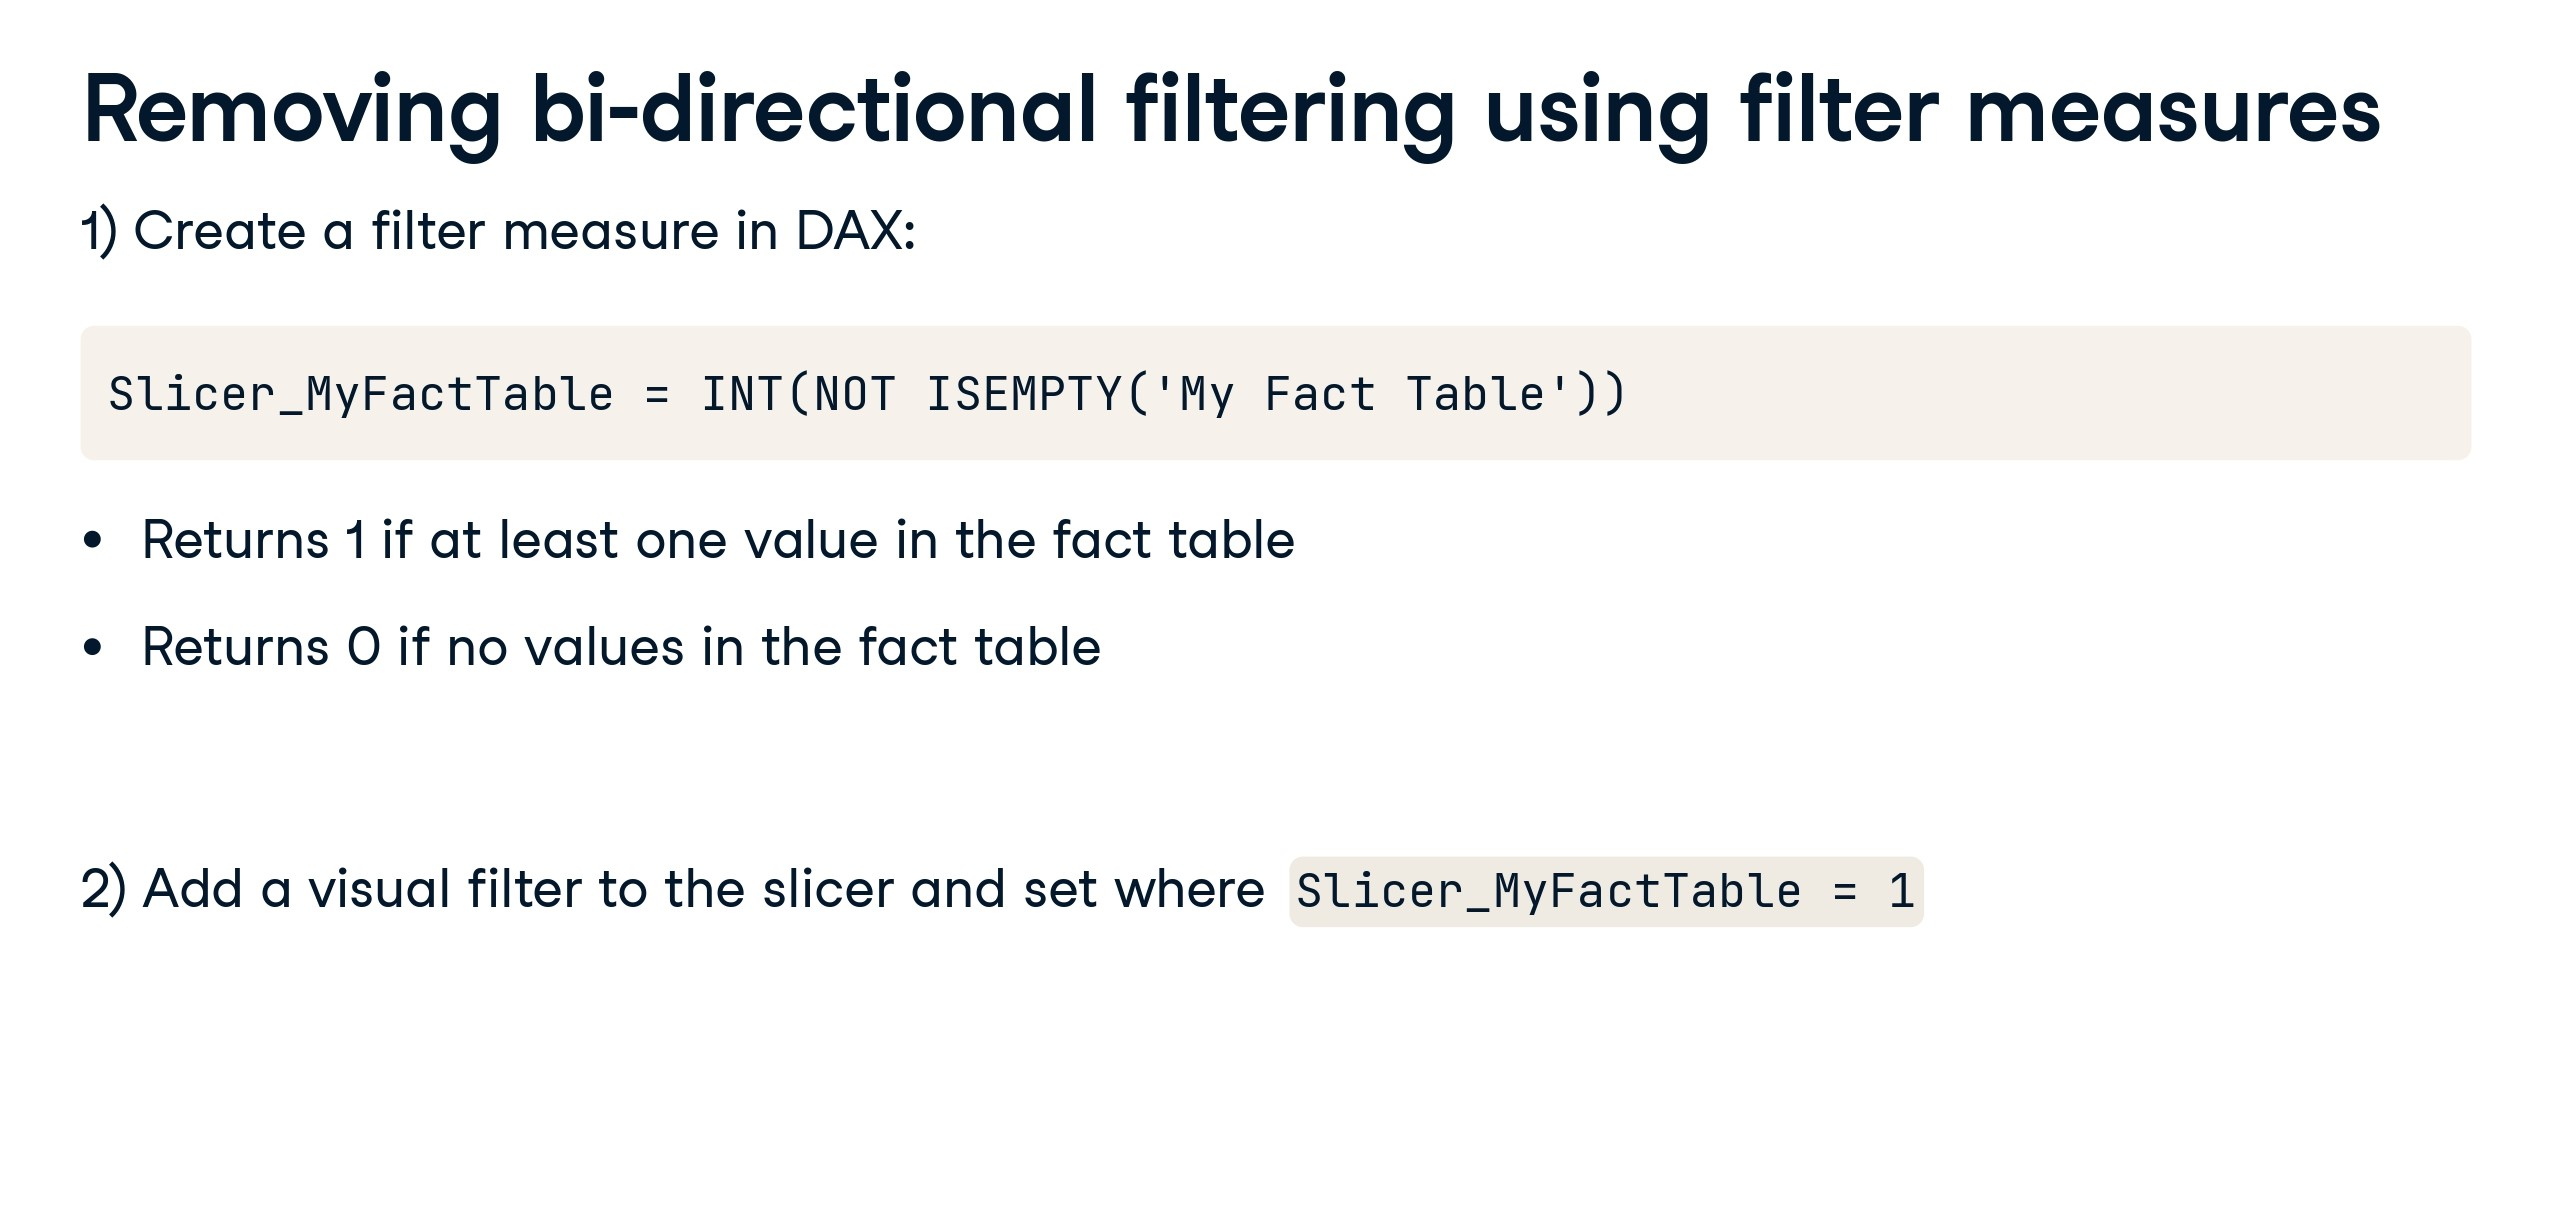 Removing bi-directional filtering using filter measures
1) Create a filter measure in DAX:
Slicer_MyFactTable = INT(NOT ISEMPTY('My Fact Table'))
• Returns 1 if at least one value in the fact table
• Returns 0 if no values in the fact table
2) Add a visual filter to the slicer and set where Slicer_MyFactTable = 1